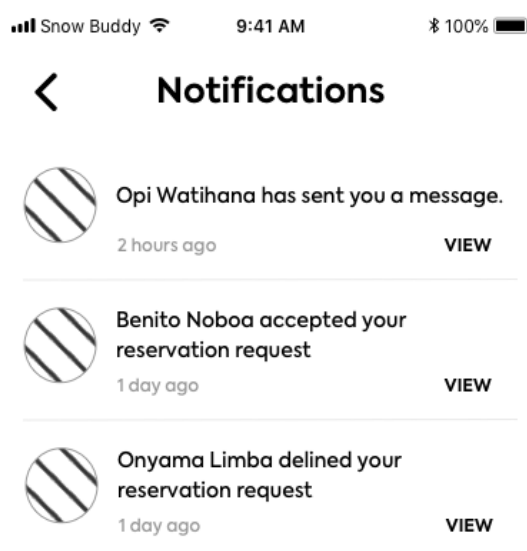 Snow Buddy 9:41 AM 100%
Notifications
Opi Watihana has sent you a message.
2 hours ago VIEW
Benito Noboa accepted your
reservation request
1 day ago VIEW
Onyama Limba delined your
reservation request
1 day ago VIEW